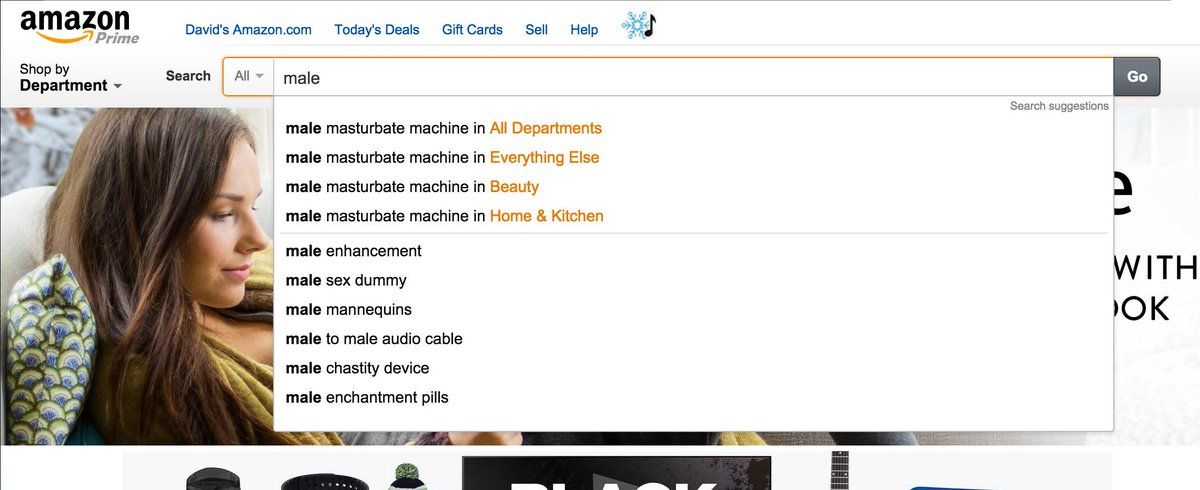 amazon
Prime
David's Amazon.com Today's Deals Gift Cards Sell Help
Shop by
Department
Search All male Go
Search suggestions
male masturbate machine in All Departments
male masturbate machine in Everything Else
male masturbate machine in Beauty
male masturbate machine in Home & Kitchen
male enhancement
male sex dummy
male mannequins
male to male audio cable
male chastity device
male enchantment pills
e
WITH
OOK
BLACK